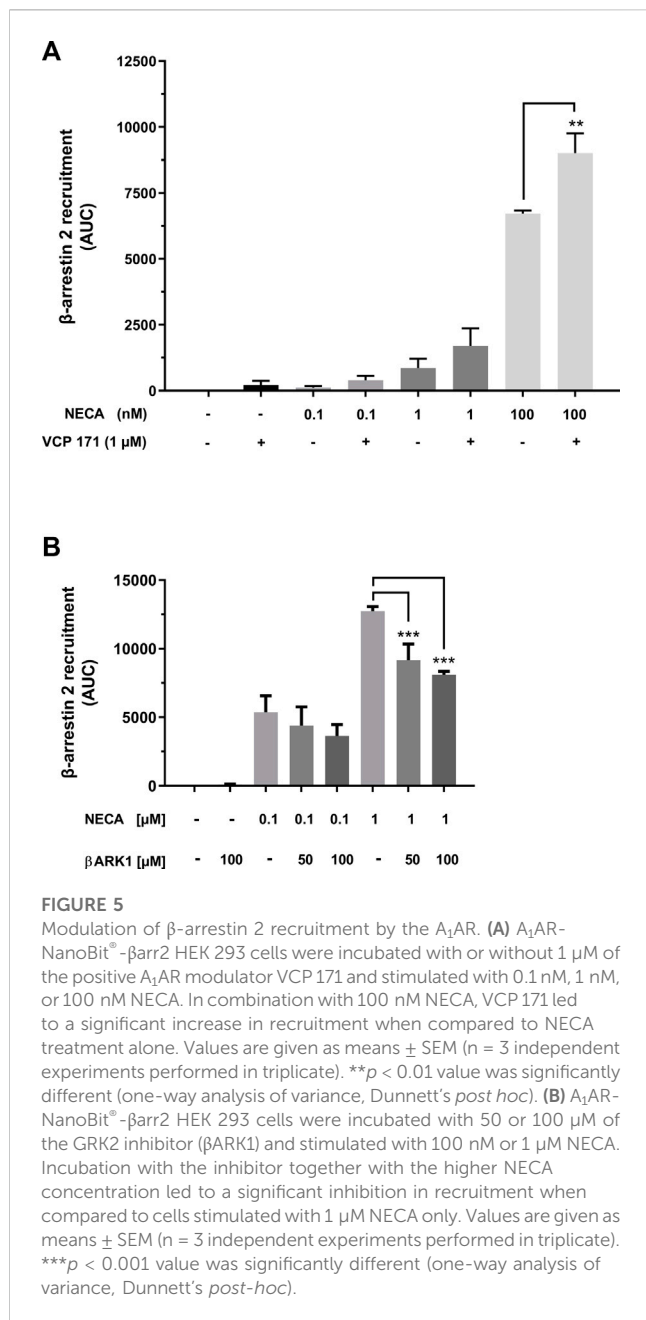 A
12500
10000
7500
5000
2500
0
β-arrestin 2 recruitment
(AUC)
**
NECA (nM) - - 0.1 0.1 1 1 100 100
VCP 171 (1 μM) - + - + - + - +
B
15000
10000
5000
0
β-arrestin 2 recruitment
(AUC)
***
***
NECA [μM] - - 0.1 0.1 0.1 1 1 1
βARK1 [μM] - 100 - 50 100 - 50 100
FIGURE 5
Modulation of β-arrestin 2 recruitment by the A₁AR. (A) A₁AR-
NanoBit®-βarr2 HEK 293 cells were incubated with or without 1 μM of
the positive A₁AR modulator VCP 171 and stimulated with 0.1 nM, 1 nM,
or 100 nM NECA. In combination with 100 nM NECA, VCP 171 led
to a significant increase in recruitment when compared to NECA
treatment alone. Values are given as means ± SEM (n = 3 independent
experiments performed in triplicate). **p < 0.01 value was significantly
different (one-way analysis of variance, Dunnett's post hoc). (B) A₁AR-
NanoBit®-βarr2 HEK 293 cells were incubated with 50 or 100 μM of
the GRK2 inhibitor (βARK1) and stimulated with 100 nM or 1 μM NECA.
Incubation with the inhibitor together with the higher NECA
concentration led to a significant inhibition in recruitment when
compared to cells stimulated with 1 μM NECA only. Values are given as
means ± SEM (n = 3 independent experiments performed in triplicate).
***p < 0.001 value was significantly different (one-way analysis of
variance, Dunnett's post-hoc).